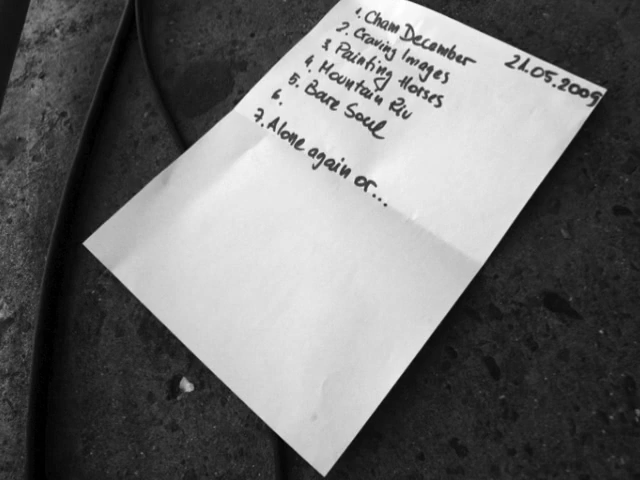 21.05.2009
1. Cham December
2. Craving Images
3. Painting Horses
4. Mountain Riv
5. Bare Soul
6.
7. Alone again or...